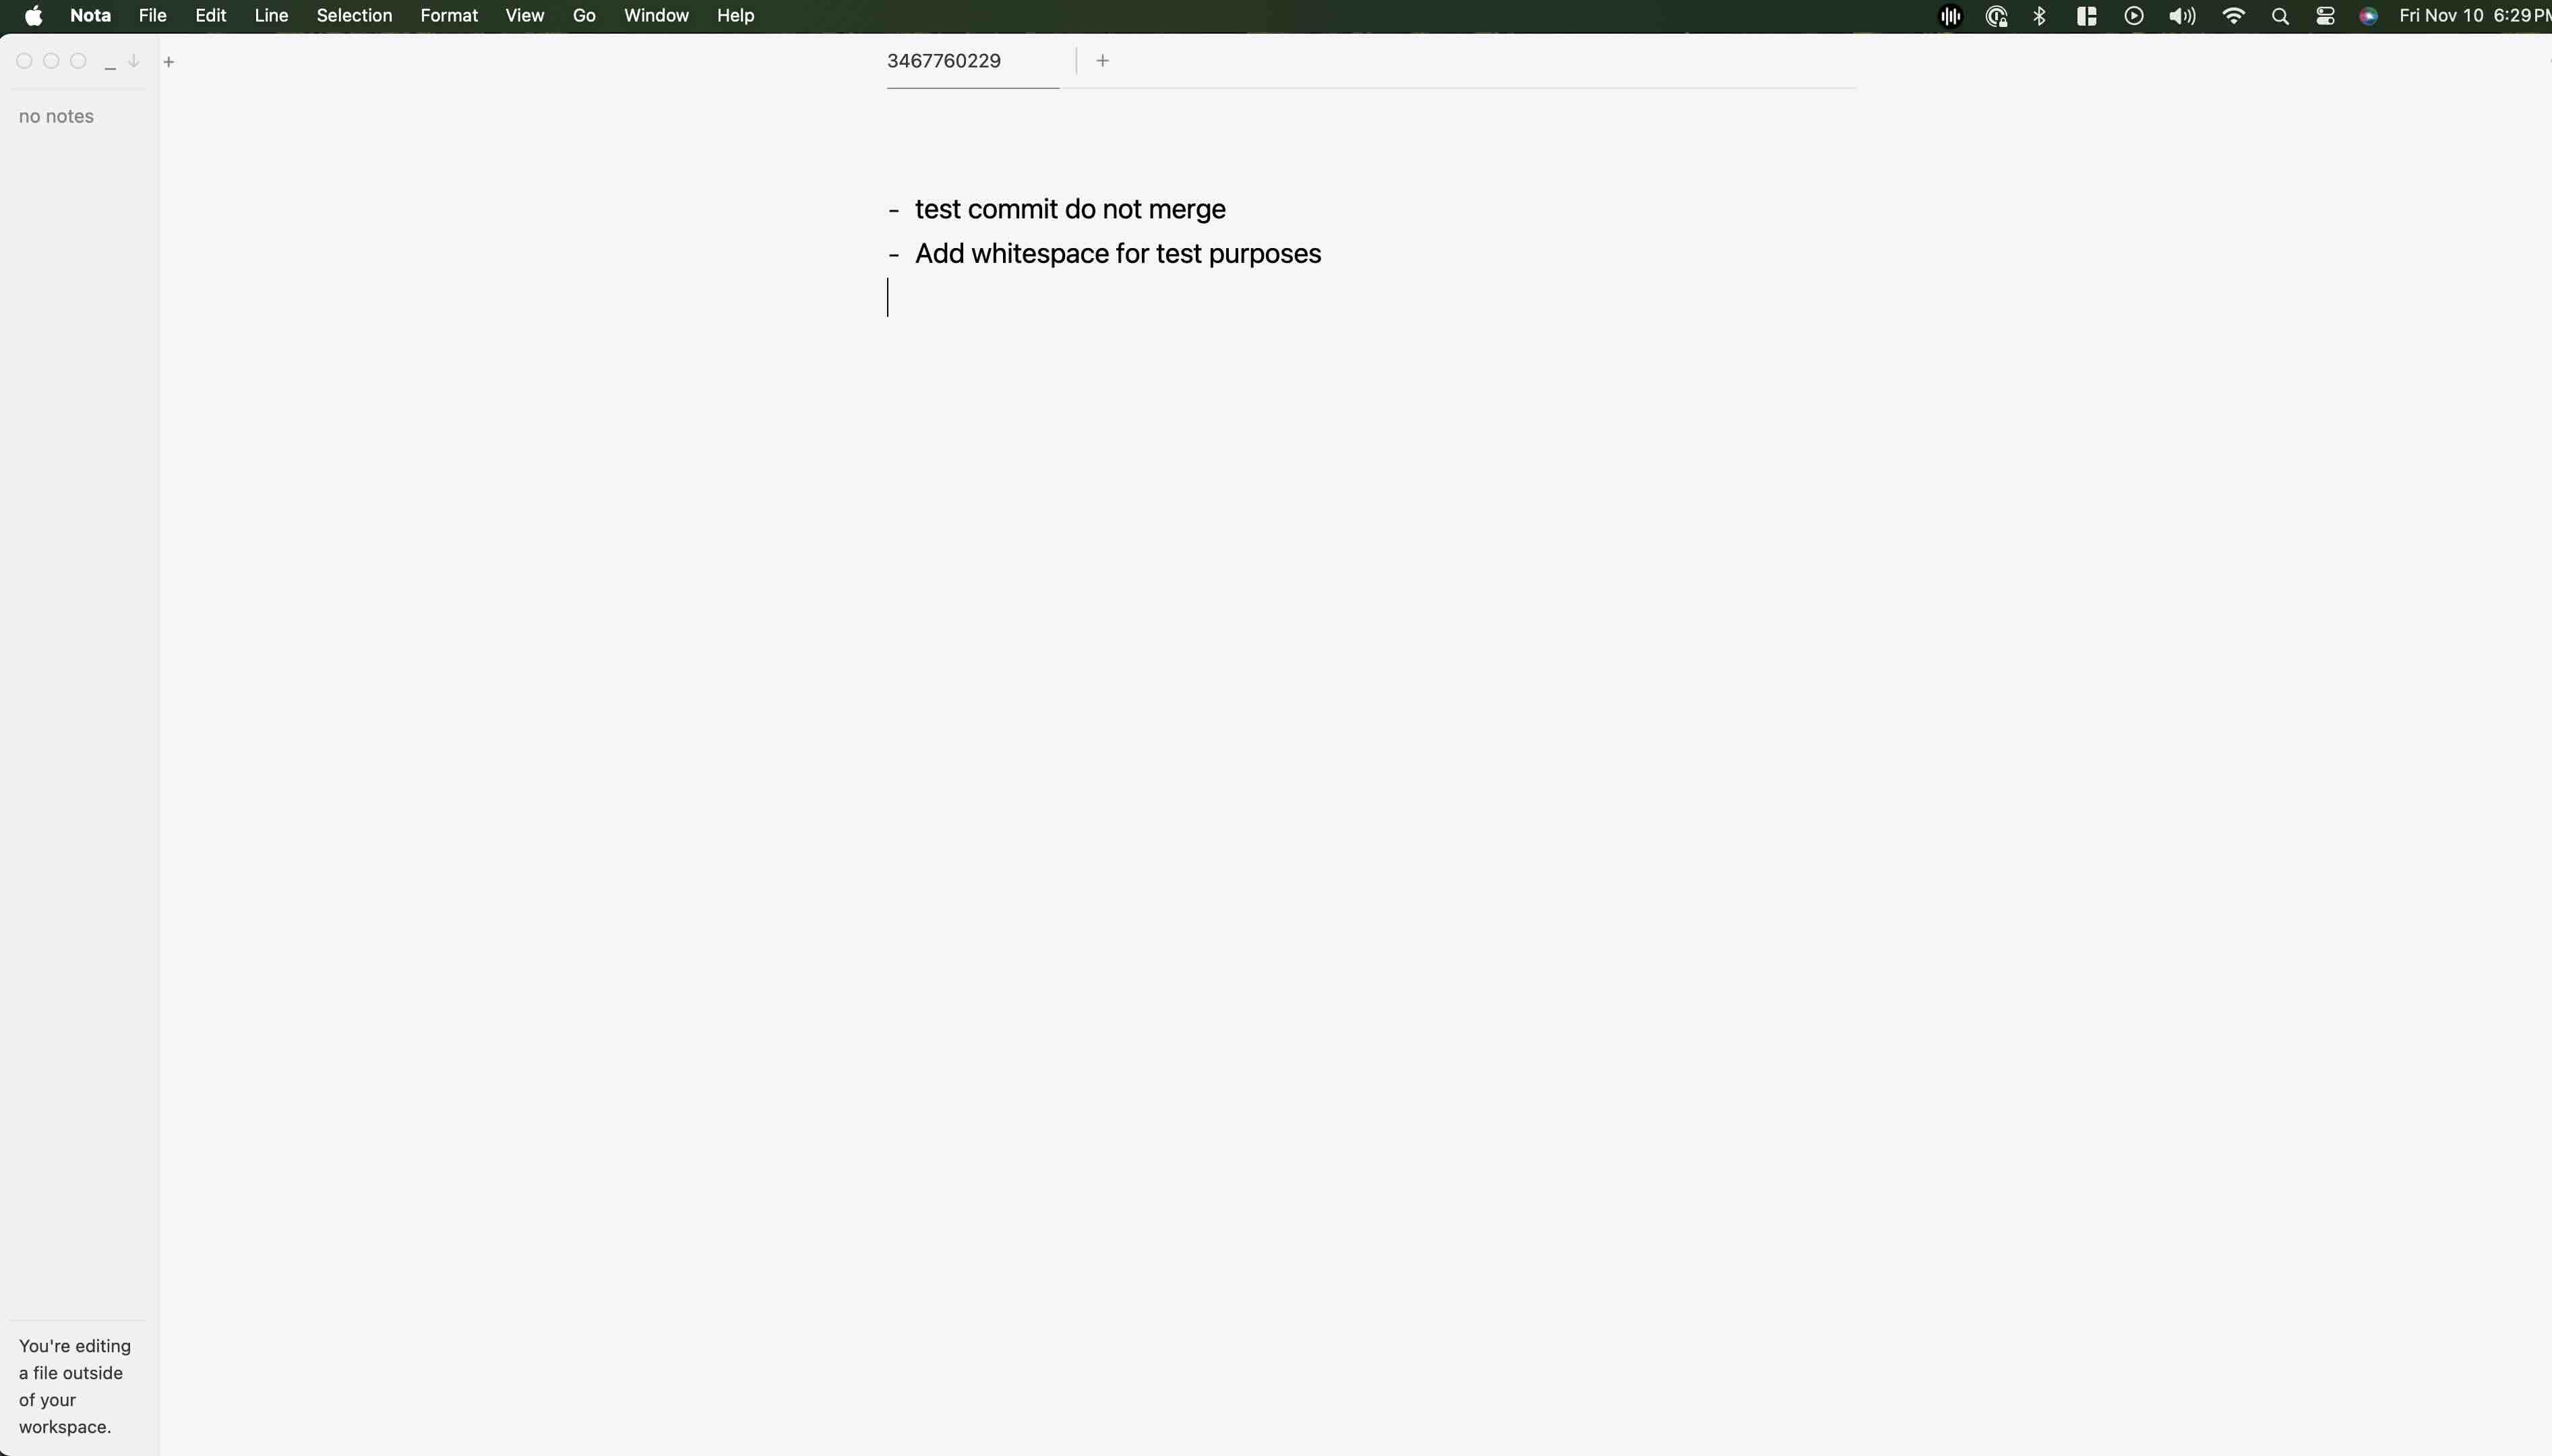 Nota File Edit Line Selection Format View Go Window Help Fri Nov 10 6:29PM
3467760229 +
no notes
- test commit do not merge
- Add whitespace for test purposes
You're editing
a file outside
of your
workspace.